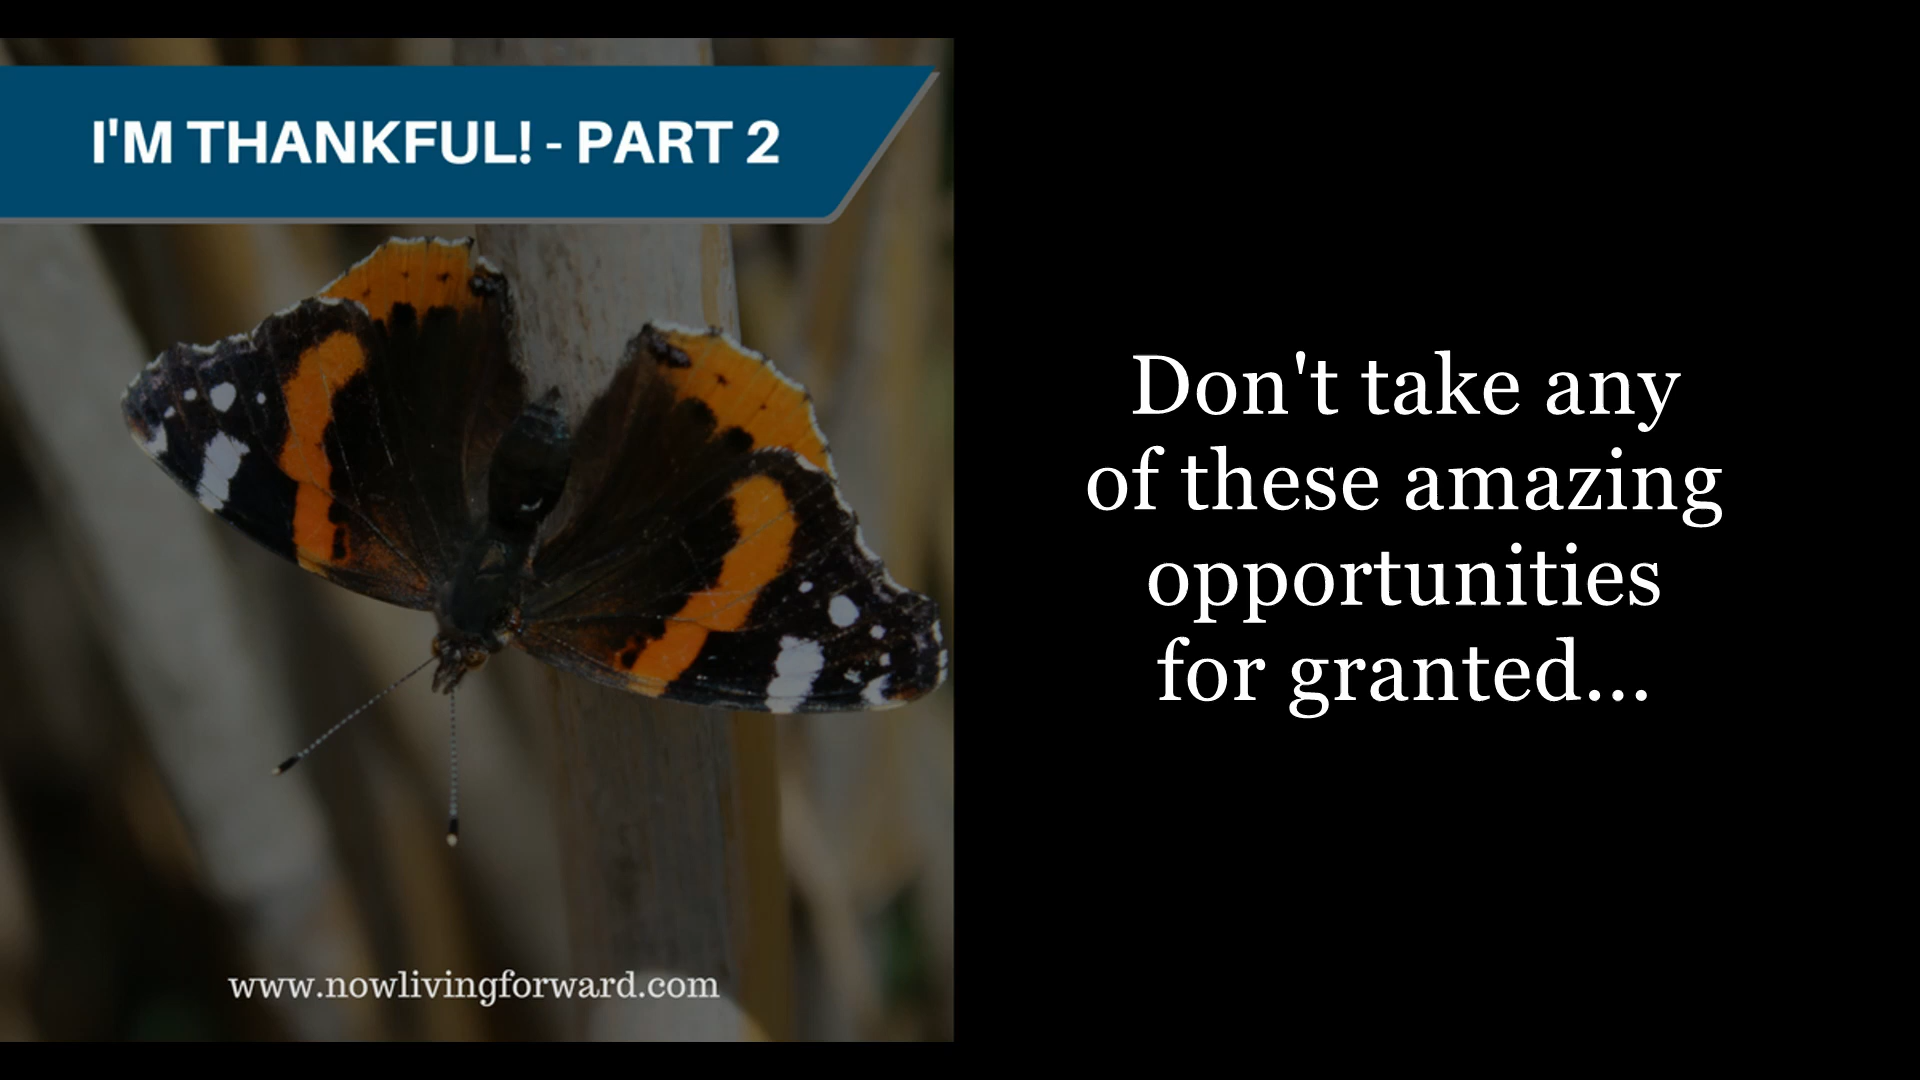 I'M THANKFUL! - PART 2
Don't take any
of these amazing
opportunities
for granted...
www.nowlivingforward.com